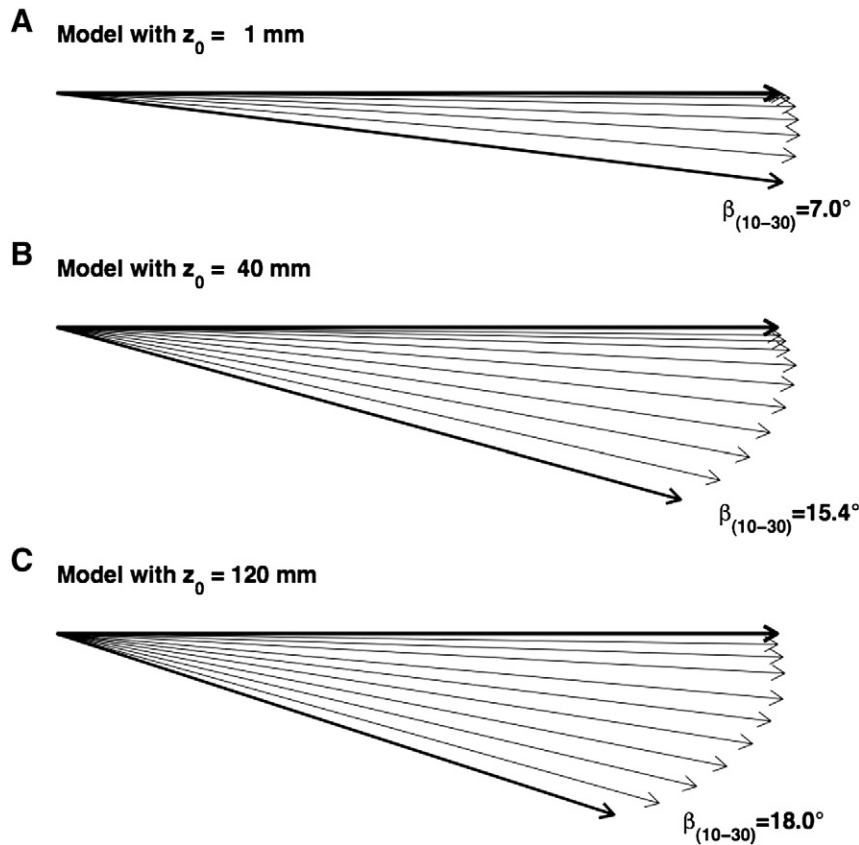 A
Model with z₀ = 1 mm
β₍₁₀₋₃₀₎=7.0°
B
Model with z₀ = 40 mm
β₍₁₀₋₃₀₎=15.4°
C
Model with z₀ = 120 mm
β₍₁₀₋₃₀₎=18.0°